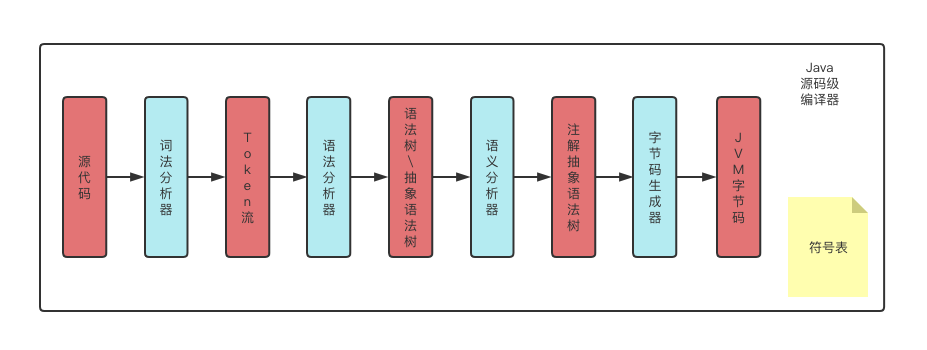 Java
源码级
编译器
源代码
词法分析器
Token流
语法分析器
语法树\抽象语法树
语义分析器
注解抽象语法树
字节码生成器
JVM字节码
符号表